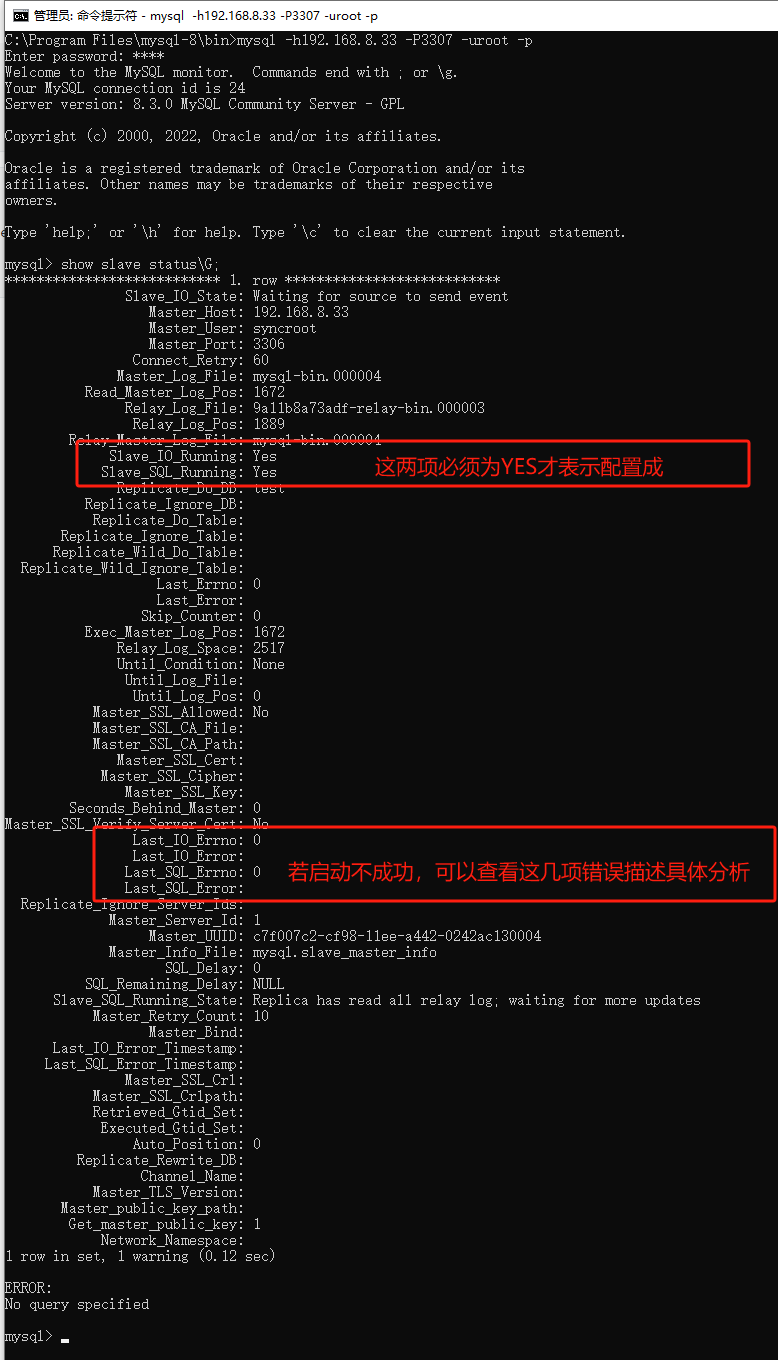 管理员: 命令提示符 - mysql -h192.168.8.33 -P3307 -uroot -p
C:\Program Files\mysql-8\bin>mysql -h192.168.8.33 -P3307 -uroot -p
Enter password: ****
Welcome to the MySQL monitor.  Commands end with ; or \g.
Your MySQL connection id is 24
Server version: 8.3.0 MySQL Community Server - GPL
Copyright (c) 2000, 2022, Oracle and/or its affiliates.
Oracle is a registered trademark of Oracle Corporation and/or its
affiliates. Other names may be trademarks of their respective
owners.
Type 'help;' or '\h' for help. Type '\c' to clear the current input statement.
mysql> show slave status\G;
*************************** 1. row ***************************
Slave_IO_State: Waiting for source to send event
Master_Host: 192.168.8.33
Master_User: syncroot
Master_Port: 3306
Connect_Retry: 60
Master_Log_File: mysql-bin.000004
Read_Master_Log_Pos: 1672
Relay_Log_File: 9a11b8a73adf-relay-bin.000003
Relay_Log_Pos: 1889
Relay_Master_Log_File: mysql-bin.000004
Slave_IO_Running: Yes
Slave_SQL_Running: Yes
这两项必须为YES才表示配置成
Replicate_Do_DB: test
Replicate_Ignore_DB:
Replicate_Do_Table:
Replicate_Ignore_Table:
Replicate_Wild_Do_Table:
Replicate_Wild_Ignore_Table:
Last_Errno: 0
Last_Error:
Skip_Counter: 0
Exec_Master_Log_Pos: 1672
Relay_Log_Space: 2517
Until_Condition: None
Until_Log_File:
Until_Log_Pos: 0
Master_SSL_Allowed: No
Master_SSL_CA_File:
Master_SSL_CA_Path:
Master_SSL_Cert:
Master_SSL_Cipher:
Master_SSL_Key:
Seconds_Behind_Master: 0
Master_SSL_Verify_Server_Cert: No
Last_IO_Errno: 0
Last_IO_Error:
Last_SQL_Errno: 0
若启动不成功，可以查看这几项错误描述具体分析
Last_SQL_Error:
Replicate_Ignore_Server_Ids:
Master_Server_Id: 1
Master_UUID: c7f007c2-cf98-11ee-a442-0242ac130004
Master_Info_File: mysql.slave_master_info
SQL_Delay: 0
SQL_Remaining_Delay: NULL
Slave_SQL_Running_State: Replica has read all relay log; waiting for more updates
Master_Retry_Count: 10
Master_Bind:
Last_IO_Error_Timestamp:
Last_SQL_Error_Timestamp:
Master_SSL_Crl:
Master_SSL_Crlpath:
Retrieved_Gtid_Set:
Executed_Gtid_Set:
Auto_Position: 0
Replicate_Rewrite_DB:
Channel_Name:
Master_TLS_Version:
Master_public_key_path:
Get_master_public_key: 1
Network_Namespace:
1 row in set, 1 warning (0.12 sec)
ERROR:
No query specified
mysql>